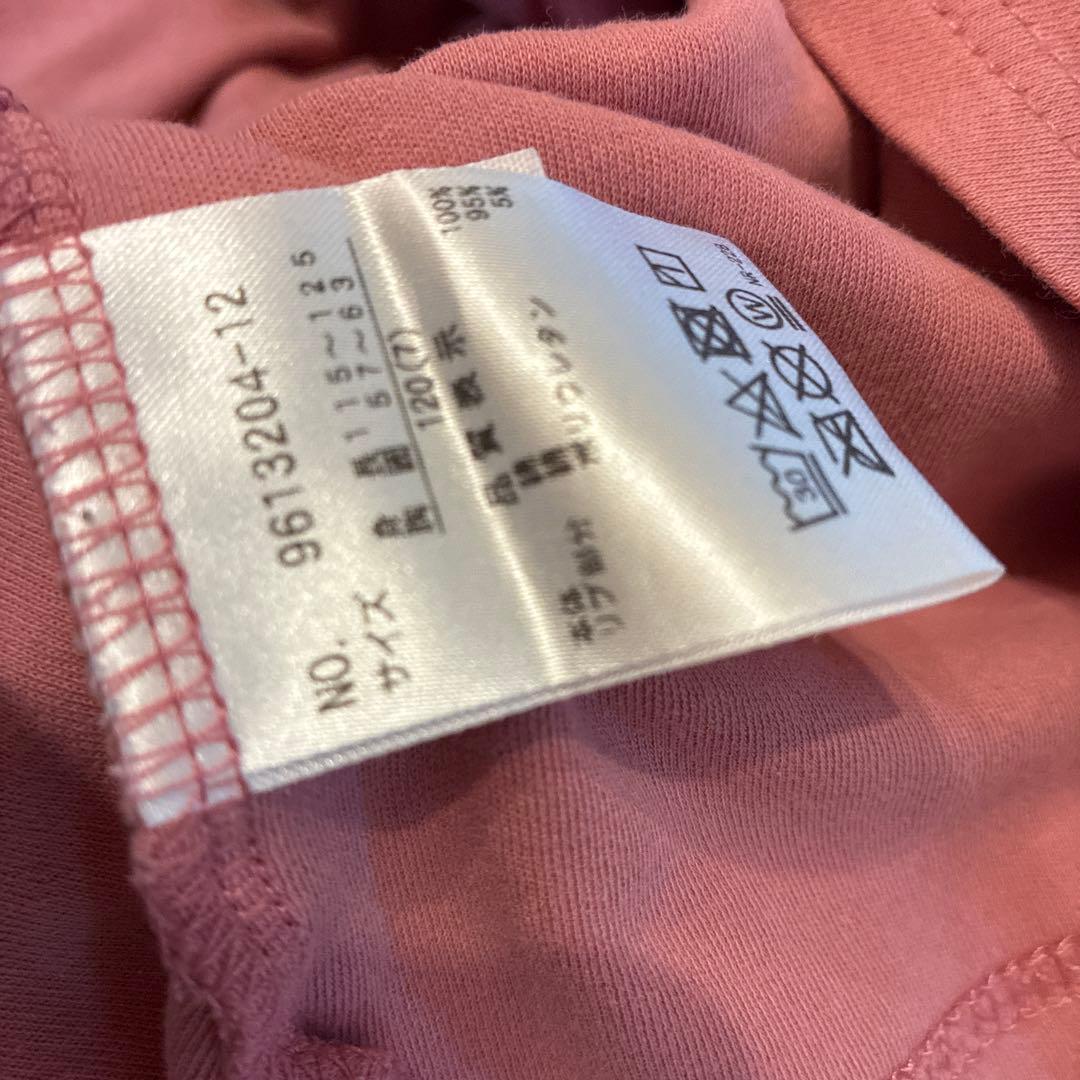 NO. 9613204-12
サイズ
身長 115～125
胸囲 57～63
120(7)
品質表示
本体 綿 100%
リブ部分 綿 95%
ポリウレタン 5%
30
W